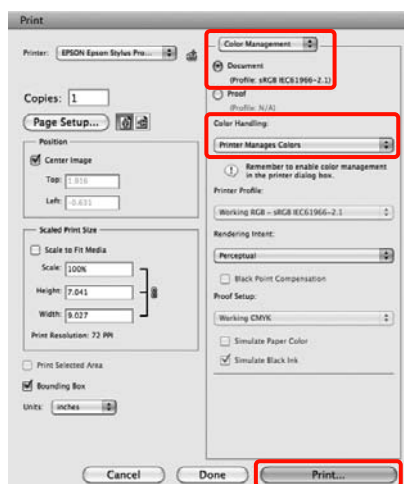 Print
Printer: EPSON Epson Stylus Pro...
Copies: 1
Page Setup...
Position
Center Image
Top: 1.956
Left: -0.631
Scaled Print Size
Scale to Fit Media
Scale: 100%
Height: 7.041
Width: 9.027
Print Resolution: 72 PPI
Print Selected Area
Bounding Box
Units: inches
Color Management
Document
(Profile: sRGB IEC61966-2.1)
Proof
(Profile: N/A)
Color Handling:
Printer Manages Colors
Remember to enable color management
in the printer dialog box.
Printer Profile:
Working RGB - sRGB IEC61966-2.1
Rendering Intent:
Perceptual
Black Point Compensation
Proof Setup:
Working CMYK
Simulate Paper Color
Simulate Black Ink
Cancel
Done
Print...